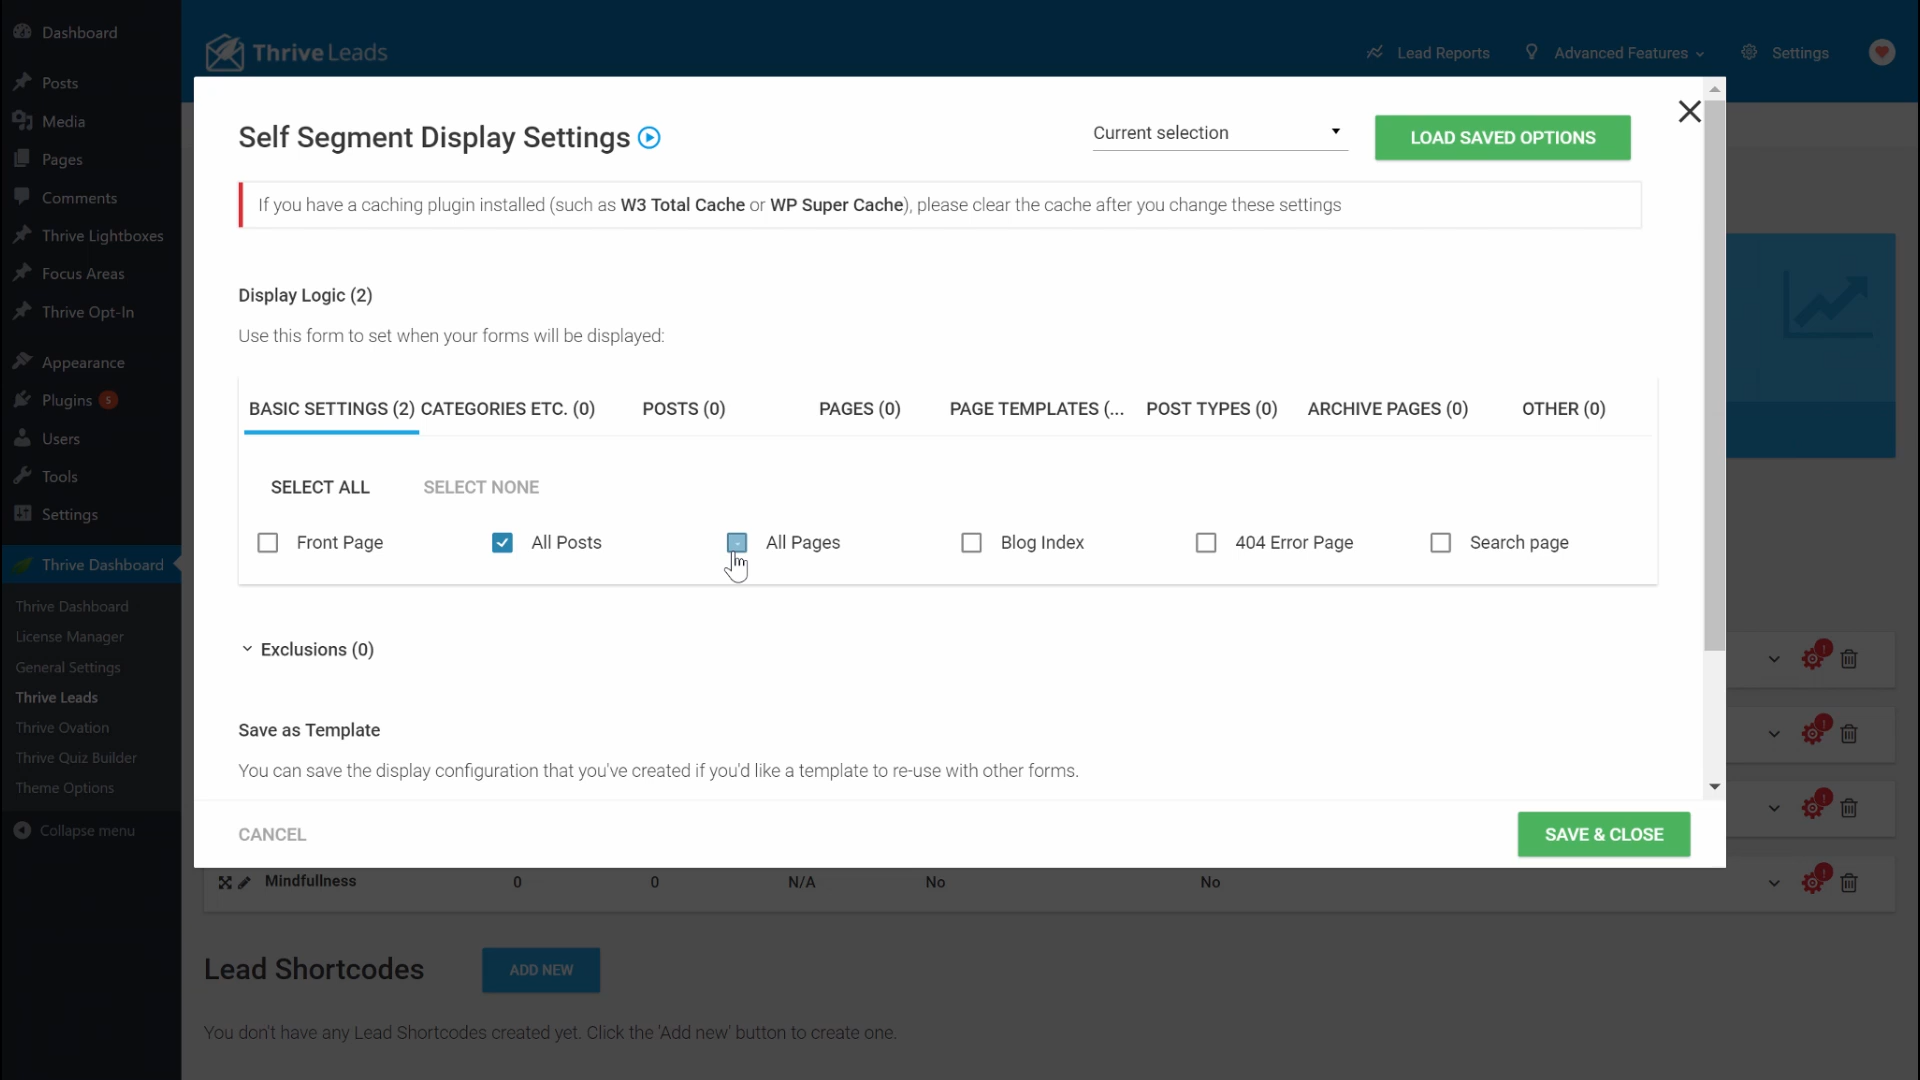 Dashboard
Posts
Media
Pages
Comments
Thrive Lightboxes
Focus Areas
Thrive Opt-In
Appearance
Plugins 5
Users
Tools
Settings
Thrive Dashboard
Thrive Dashboard
License Manager
General Settings
Thrive Leads
Thrive Ovation
Thrive Quiz Builder
Theme Options
Collapse menu
Thrive Leads
Lead Reports
Advanced Features
Settings
Self Segment Display Settings
Current selection
LOAD SAVED OPTIONS
If you have a caching plugin installed (such as W3 Total Cache or WP Super Cache), please clear the cache after you change these settings
Display Logic (2)
Use this form to set when your forms will be displayed:
BASIC SETTINGS (2) CATEGORIES ETC. (0) POSTS (0) PAGES (0) PAGE TEMPLATES (... POST TYPES (0) ARCHIVE PAGES (0) OTHER (0)
SELECT ALL SELECT NONE
Front Page All Posts All Pages Blog Index 404 Error Page Search page
Exclusions (0)
Save as Template
You can save the display configuration that you've created if you'd like a template to re-use with other forms.
CANCEL
SAVE & CLOSE
Mindfullness 0 0 N/A No No
Lead Shortcodes
ADD NEW
You don't have any Lead Shortcodes created yet. Click the 'Add new' button to create one.